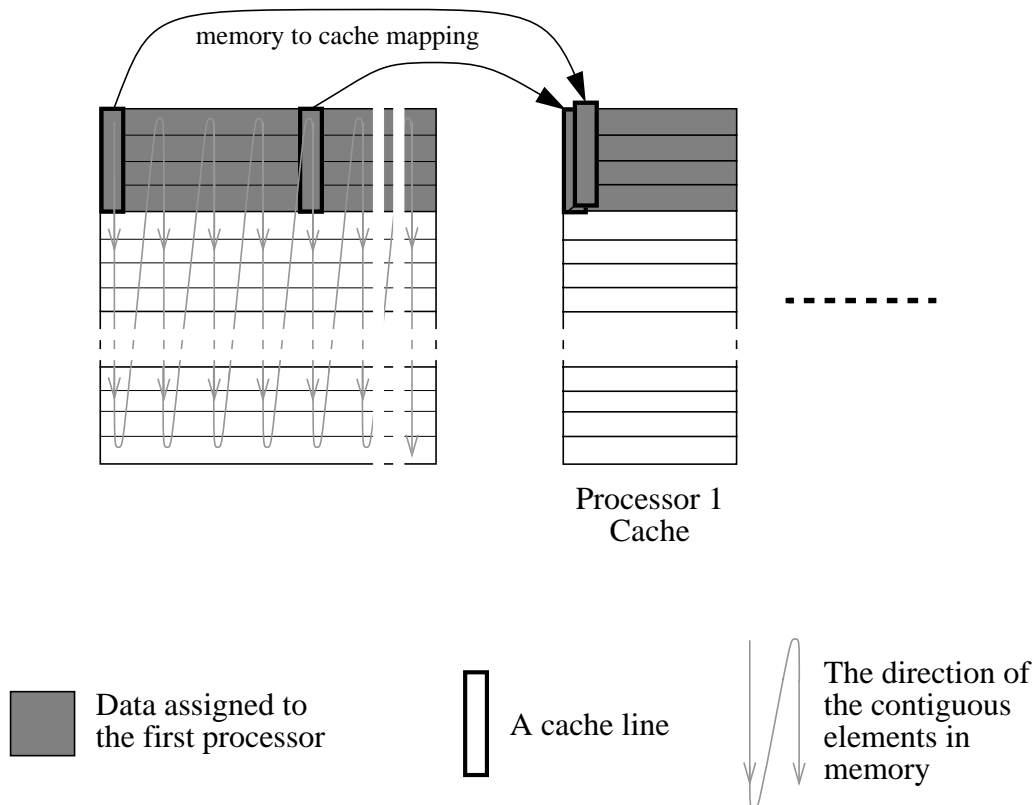 memory to cache mapping
Processor 1
Cache
Data assigned to
the first processor
A cache line
The direction of
the contiguous
elements in
memory